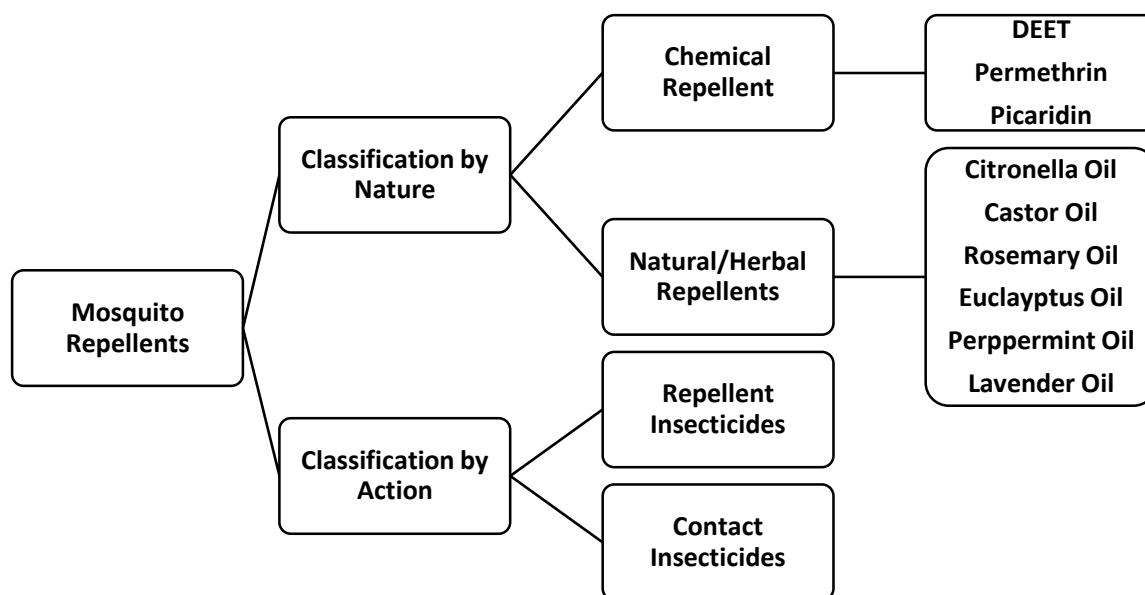 Mosquito
Repellents
Classification by
Nature
Chemical
Repellent
DEET
Permethrin
Picaridin
Natural/Herbal
Repellents
Citronella Oil
Castor Oil
Rosemary Oil
Euclayptus Oil
Perppermint Oil
Lavender Oil
Classification by
Action
Repellent
Insecticides
Contact
Insecticides